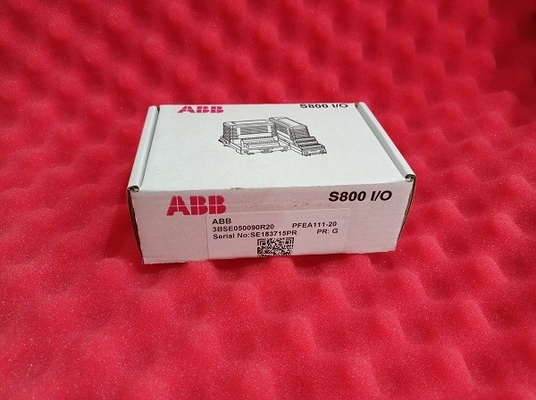 ABB S800 I/O
ABB S800 I/O
ABB
3BSE050090R20 PFEA111-20
Serial No:SE183715PR PR: G